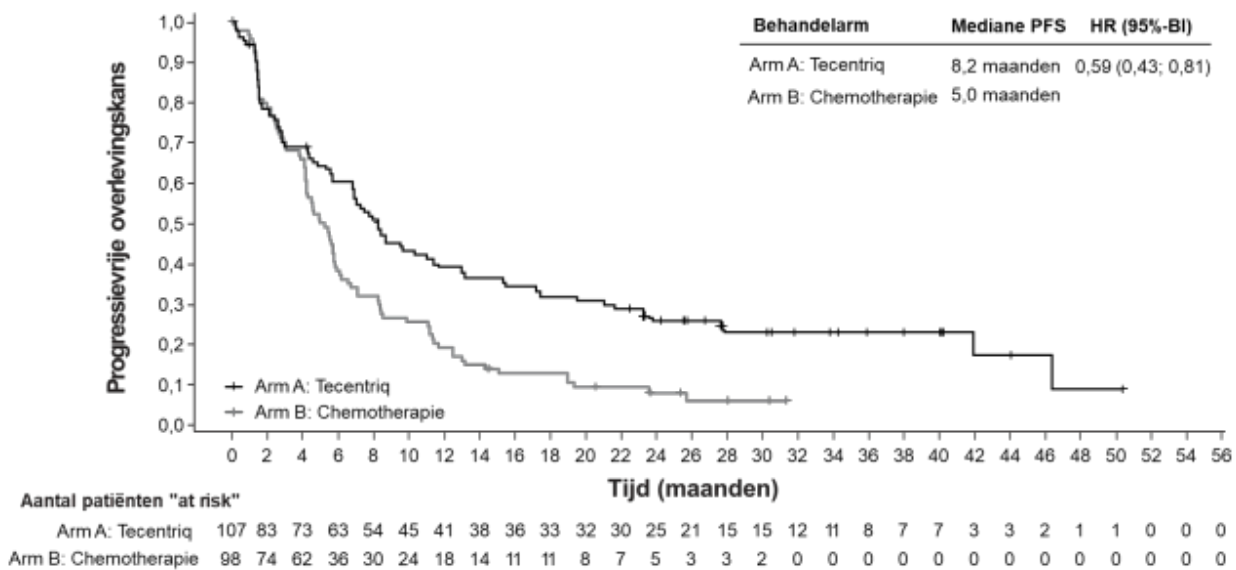 Progressievrije overlevingskans
1,0
0,9
0,8
0,7
0,6
0,5
0,4
0,3
0,2
0,1
0,0
Behandelarm Mediane PFS HR (95%-BI)
Arm A: Tecentriq 8,2 maanden 0,59 (0,43; 0,81)
Arm B: Chemotherapie 5,0 maanden
Arm A: Tecentriq
Arm B: Chemotherapie
0 2 4 6 8 10 12 14 16 18 20 22 24 26 28 30 32 34 36 38 40 42 44 46 48 50 52 54 56
Tijd (maanden)
Aantal patiënten "at risk"
Arm A: Tecentriq 107 83 73 63 54 45 41 38 36 33 32 30 25 21 15 15 12 11 8 7 7 3 3 2 1 1 0 0 0
Arm B: Chemotherapie 98 74 62 36 30 24 18 14 11 11 8 7 5 3 3 2 0 0 0 0 0 0 0 0 0 0 0 0 0